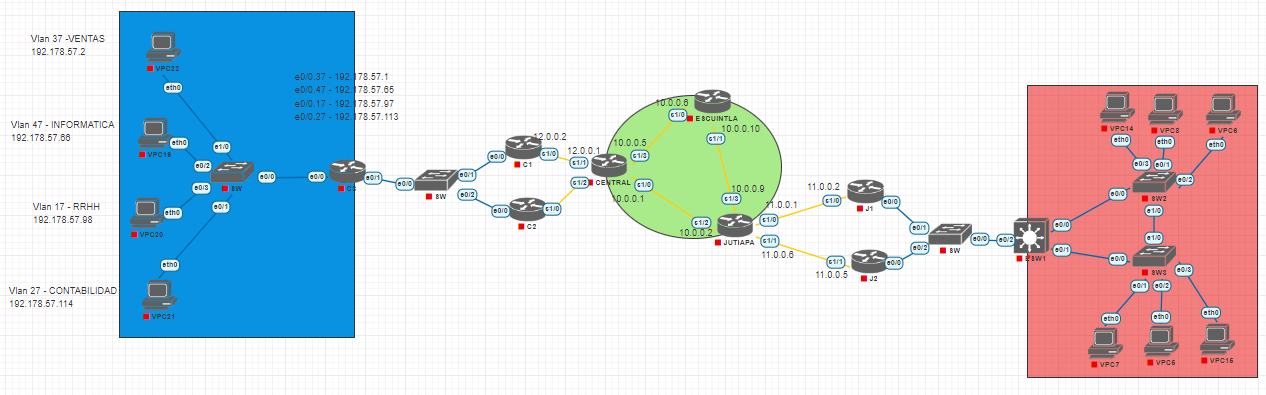 Vlan 37 -VENTAS
192.178.57.2
VPC22
eth0
e0/0.37 - 192.178.57.1
e0/0.47 - 192.178.57.65
e0/0.17 - 192.178.57.97
e0/0.27 - 192.178.57.113
Vlan 47 - INFORMATICA
192.178.57.66
VPC19
eth0
e1/0
e0/2
e0/3
SW
e0/0
e0/1
Vlan 17 - RRHH
192.178.57.98
VPC20
eth0
Vlan 27 - CONTABILIDAD
192.178.57.114
eth0
VPC21
e0/0
C3
e0/1
e0/0
SW
e0/1
e0/2
e0/0
C1
12.0.0.2
s1/0
e0/0
C2
s1/0
12.0.0.1
s1/1
s1/2
CENTRAL
10.0.0.5
s1/3
s1/0
10.0.0.1
10.0.0.6
s1/0
ESCUINTLA
s1/1
10.0.0.10
10.0.0.9
s1/3
s1/2
10.0.0.2
JUTIAPA
11.0.0.1
s1/0
s1/1
11.0.0.6
11.0.0.2
s1/0
J1
e0/0
11.0.0.5
s1/1
J2
e0/0
e0/1
e0/2
SW
e0/0
e0/2
SW1
e0/0
e0/1
VPC14
VPC8
VPC6
eth0
eth0
eth0
e0/3
e0/1
e0/2
e0/0
SW2
e1/0
e1/0
e0/0
SW3
e0/3
e0/1
e0/2
eth0
eth0
eth0
VPC7
VPC5
VPC15